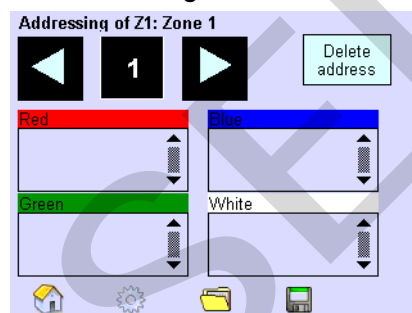 Addressing of Z1: Zone 1
1
Delete
address
Red
Blue
Green
White